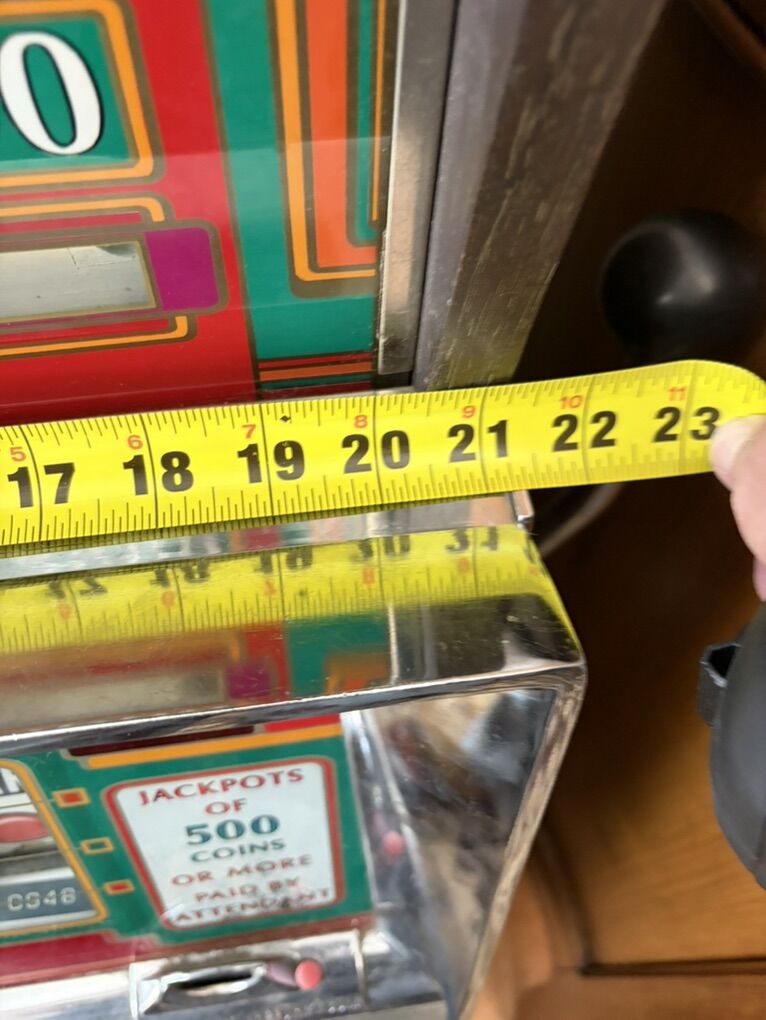 0
5 6 7 8 9 10 11
17 18 19 20 21 22 23
JACKPOTS
OF
500
COINS
OR MORE
PAID BY
ATTENDANT